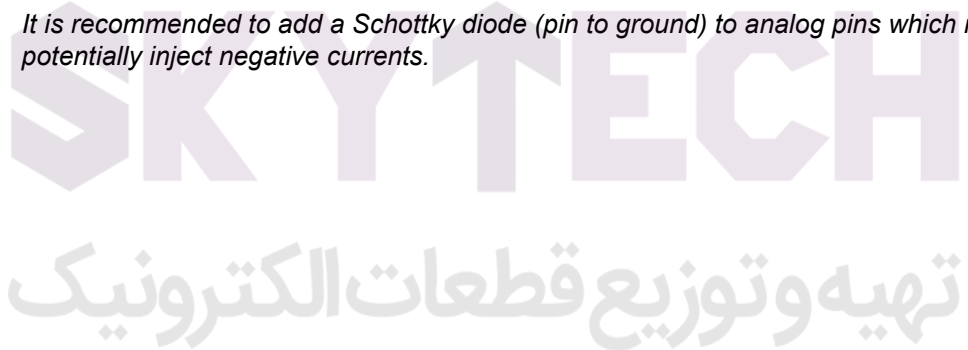 It is recommended to add a Schottky diode (pin to ground) to analog pins which
potentially inject negative currents.
SKYTECH
تهیه و توزیع قطعات الکترونیک